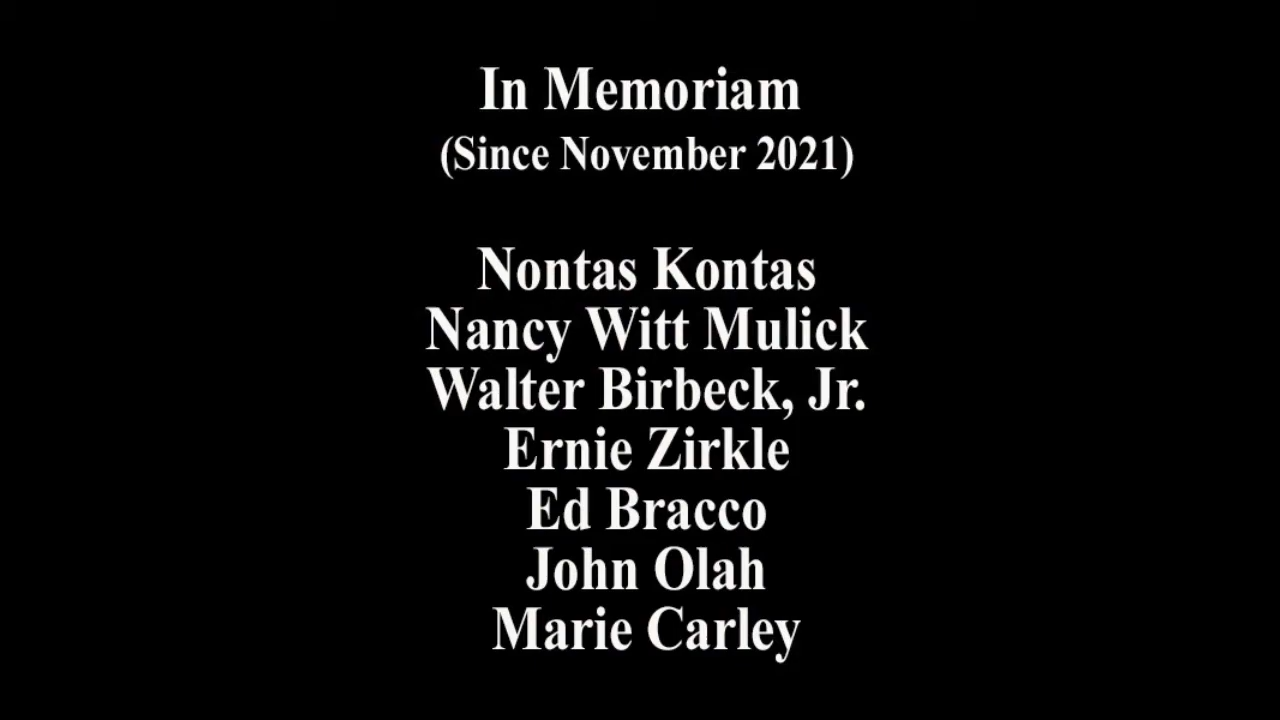 In Memoriam
(Since November 2021)
Nontas Kontas
Nancy Witt Mulick
Walter Birbeck, Jr.
Ernie Zirkle
Ed Bracco
John Olah
Marie Carley